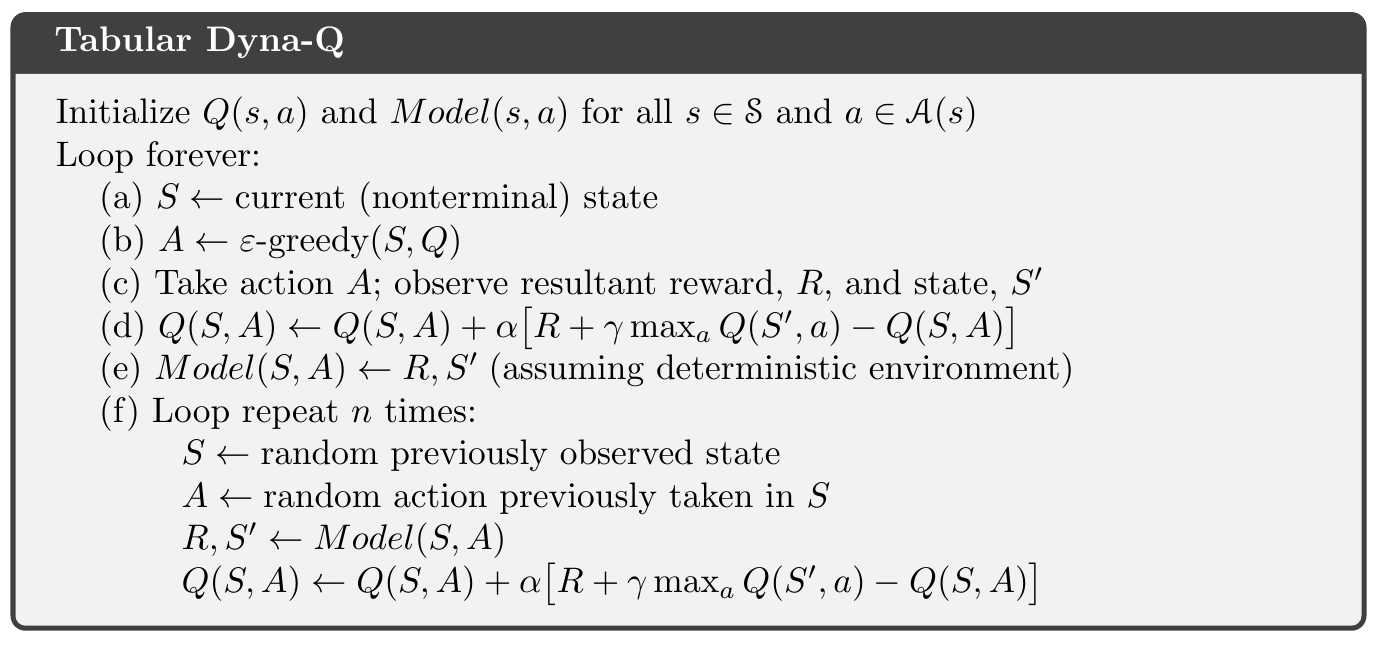 Tabular Dyna-Q
Initialize Q(s, a) and Model(s, a) for all s ∈ 𝒮 and a ∈ 𝒜(s)
Loop forever:
(a) S ← current (nonterminal) state
(b) A ← ε-greedy(S, Q)
(c) Take action A; observe resultant reward, R, and state, S′
(d) Q(S, A) ← Q(S, A) + α[R + γ maxₐ Q(S′, a) − Q(S, A)]
(e) Model(S, A) ← R, S′ (assuming deterministic environment)
(f) Loop repeat n times:
S ← random previously observed state
A ← random action previously taken in S
R, S′ ← Model(S, A)
Q(S, A) ← Q(S, A) + α[R + γ maxₐ Q(S′, a) − Q(S, A)]